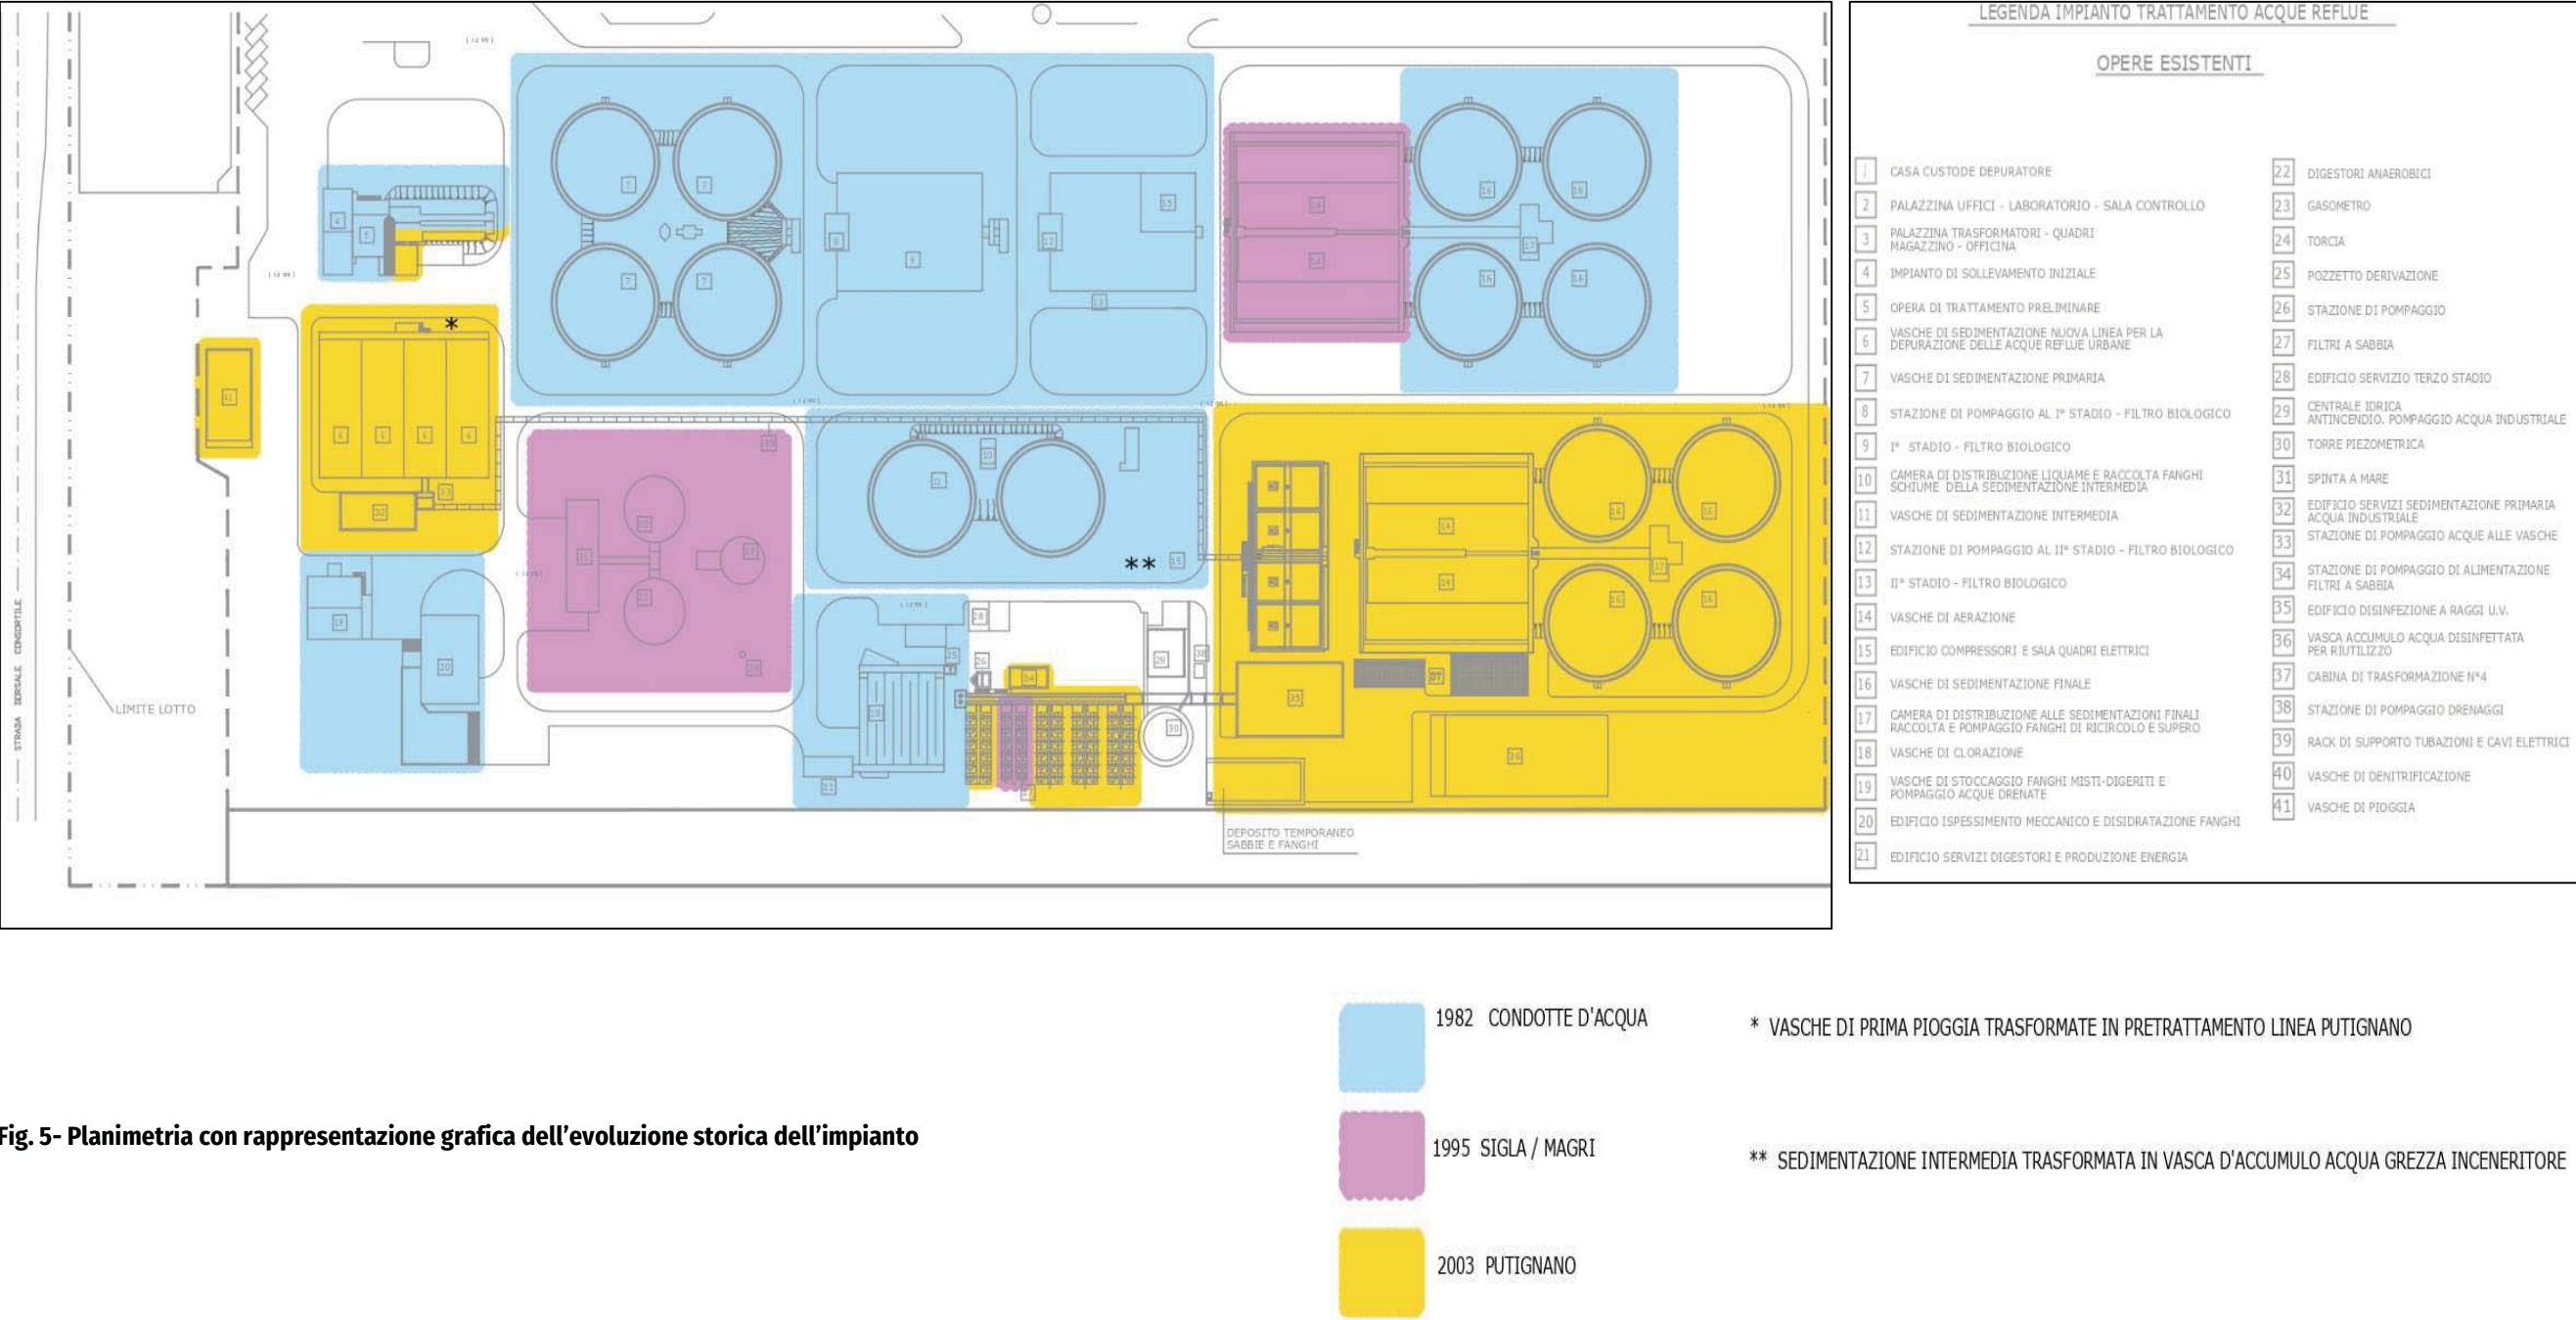 LEGENDA IMPIANTO TRATTAMENTO ACQUE REFLUE
OPERE ESISTENTI
1 CASA CUSTODE DEPURATORE
2 PALAZZINA UFFICI - LABORATORIO - SALA CONTROLLO
3 PALAZZINA TRASFORMATORI - QUADRI
MAGAZZINO - OFFICINA
4 IMPIANTO DI SOLLEVAMENTO INIZIALE
5 OPERA DI TRATTAMENTO PRELIMINARE
6 VASCHE DI SEDIMENTAZIONE NUOVA LINEA PER LA
DEPURAZIONE DELLE ACQUE REFLUE URBANE
7 VASCHE DI SEDIMENTAZIONE PRIMARIA
8 STAZIONE DI POMPAGGIO AL I° STADIO - FILTRO BIOLOGICO
9 I° STADIO - FILTRO BIOLOGICO
10 CAMERA DI DISTRIBUZIONE LIQUAME E RACCOLTA FANGHI
SCHIUME DELLA SEDIMENTAZIONE INTERMEDIA
11 VASCHE DI SEDIMENTAZIONE INTERMEDIA
12 STAZIONE DI POMPAGGIO AL II° STADIO - FILTRO BIOLOGICO
13 II° STADIO - FILTRO BIOLOGICO
14 VASCHE DI AERAZIONE
15 EDIFICIO COMPRESSORI E SALA QUADRI ELETTRICI
16 VASCHE DI SEDIMENTAZIONE FINALE
17 CAMERA DI DISTRIBUZIONE ALLE SEDIMENTAZIONI FINALI
RACCOLTA E POMPAGGIO FANGHI DI RICIRCOLO E SUPERO
18 VASCHE DI CLORAZIONE
19 VASCHE DI STOCCAGGIO FANGHI MISTI-DIGERITI E
POMPAGGIO ACQUE DRENATE
20 EDIFICIO ISPESSIMENTO MECCANICO E DISIDRATAZIONE FANGHI
21 EDIFICIO SERVIZI DIGESTORI E PRODUZIONE ENERGIA
22 DIGESTORI ANAEROBICI
23 GASOMETRO
24 TORCIA
25 POZZETTO DERIVAZIONE
26 STAZIONE DI POMPAGGIO
27 FILTRI A SABBIA
28 EDIFICIO SERVIZIO TERZO STADIO
29 CENTRALE IDRICA
ANTINCENDIO. POMPAGGIO ACQUA INDUSTRIALE
30 TORRE PIEZOMETRICA
31 SPINTA A MARE
32 EDIFICIO SERVIZI SEDIMENTAZIONE PRIMARIA
ACQUA INDUSTRIALE
33 STAZIONE DI POMPAGGIO ACQUE ALLE VASCHE
34 STAZIONE DI POMPAGGIO DI ALIMENTAZIONE
FILTRI A SABBIA
35 EDIFICIO DISINFEZIONE A RAGGI U.V.
36 VASCA ACCUMULO ACQUA DISINFETTATA
PER RIUTILIZZO
37 CABINA DI TRASFORMAZIONE N°4
38 STAZIONE DI POMPAGGIO DRENAGGI
39 RACK DI SUPPORTO TUBAZIONI E CAVI ELETTRICI
40 VASCHE DI DENITRIFICAZIONE
41 VASCHE DI PIOGGIA
STRADA DORSALE CONSORTILE
LIMITE LOTTO
*
**
DEPOSITO TEMPORANEO
SABBIE E FANGHI
1982 CONDOTTE D'ACQUA
* VASCHE DI PRIMA PIOGGIA TRASFORMATE IN PRETRATTAMENTO LINEA PUTIGNANO
Fig. 5- Planimetria con rappresentazione grafica dell'evoluzione storica dell'impianto
1995 SIGLA / MAGRI
** SEDIMENTAZIONE INTERMEDIA TRASFORMATA IN VASCA D'ACCUMULO ACQUA GREZZA INCENERITORE
2003 PUTIGNANO